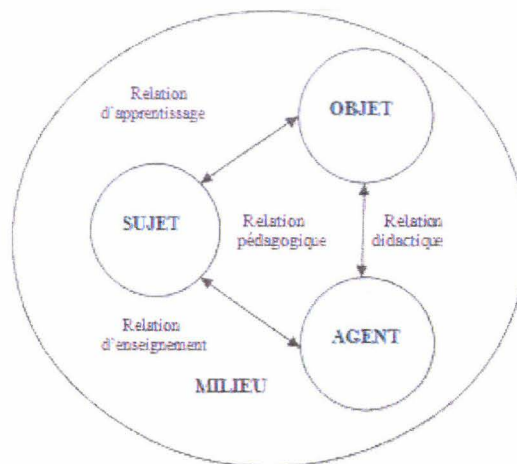 Relation
d'apprentissage
OBJET
SUJET
Relation
pédagogique
Relation
didactique
Relation
d'enseignement
AGENT
MILIEU